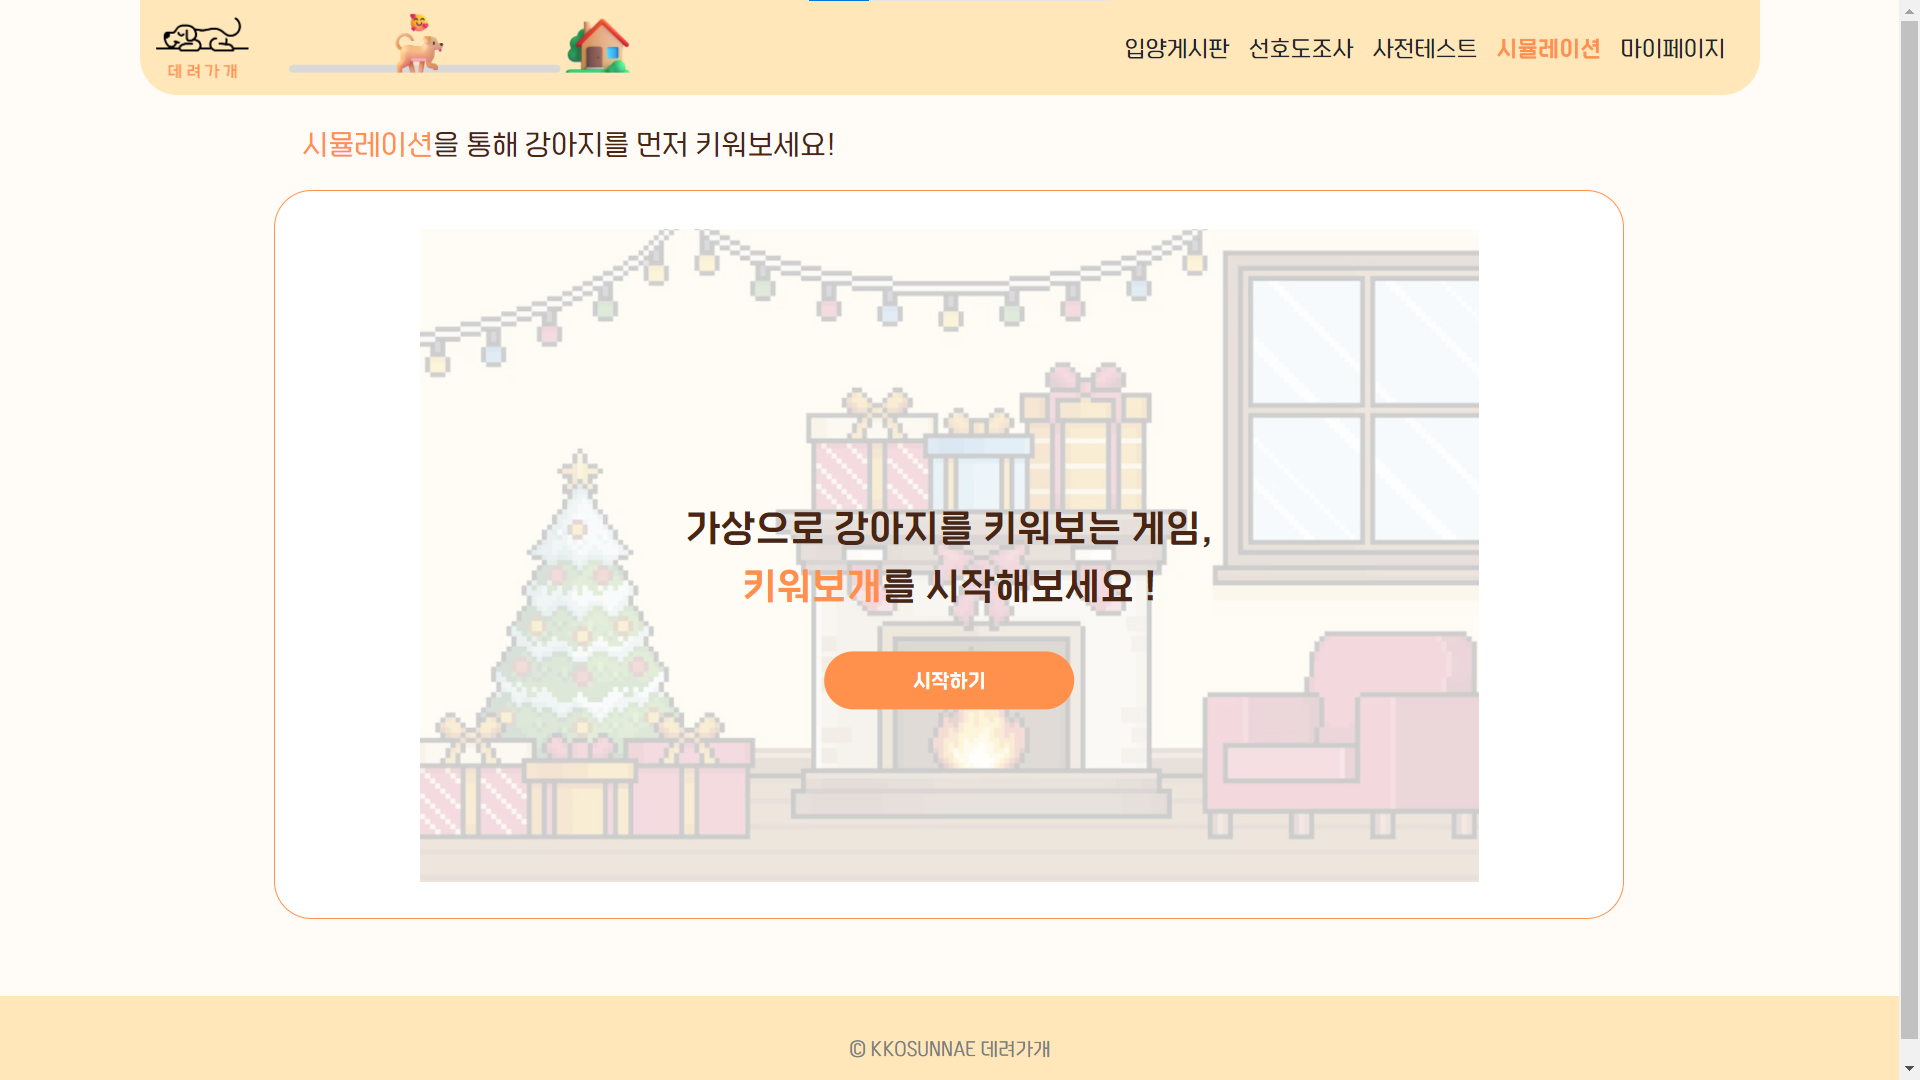 데려가개
입양게시판 선호도조사 사전테스트 시뮬레이션 마이페이지
시뮬레이션을 통해 강아지를 먼저 키워보세요!
가상으로 강아지를 키워보는 게임,
키워보개를 시작해보세요 !
시작하기
© KKOSUNNAE 데려가개